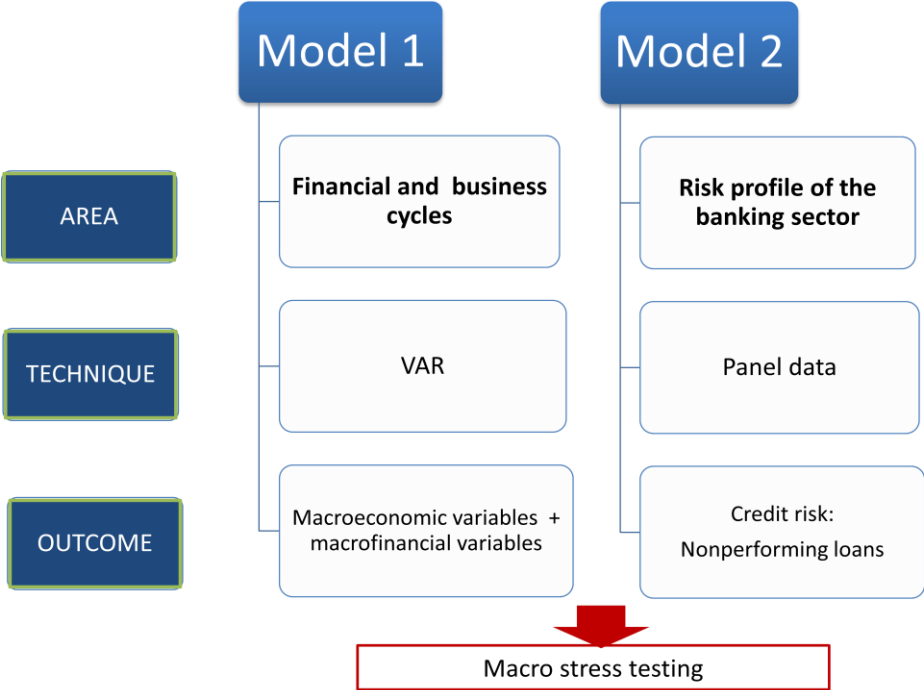 Model 1
Model 2
AREA
Financial and business
cycles
Risk profile of the
banking sector
TECHNIQUE
VAR
Panel data
OUTCOME
Macroeconomic variables +
macrofinancial variables
Credit risk:
Nonperforming loans
Macro stress testing